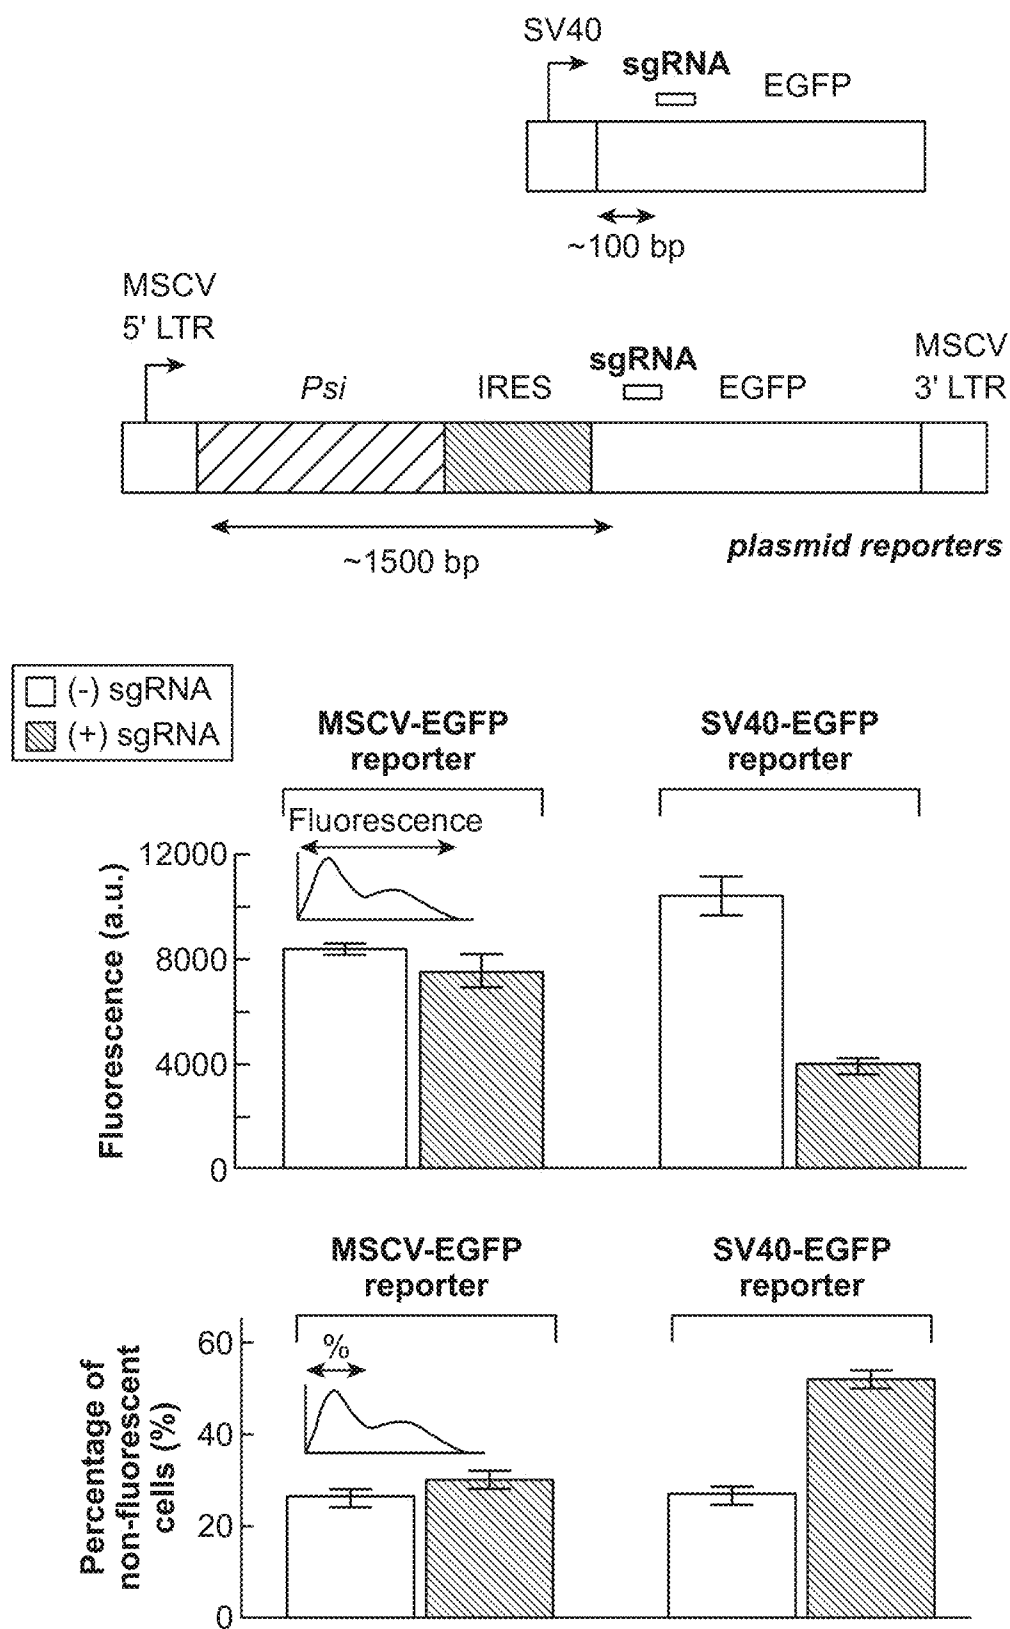 SV40
sgRNA
EGFP
~100 bp
MSCV
5' LTR
Psi
IRES
sgRNA
EGFP
MSCV
3' LTR
~1500 bp
plasmid reporters
(-) sgRNA
(+) sgRNA
MSCV-EGFP
reporter
SV40-EGFP
reporter
Fluorescence
Fluorescence (a.u.)
12000
8000
4000
0
MSCV-EGFP
reporter
SV40-EGFP
reporter
%
Percentage of
non-fluorescent
cells (%)
60
40
20
0